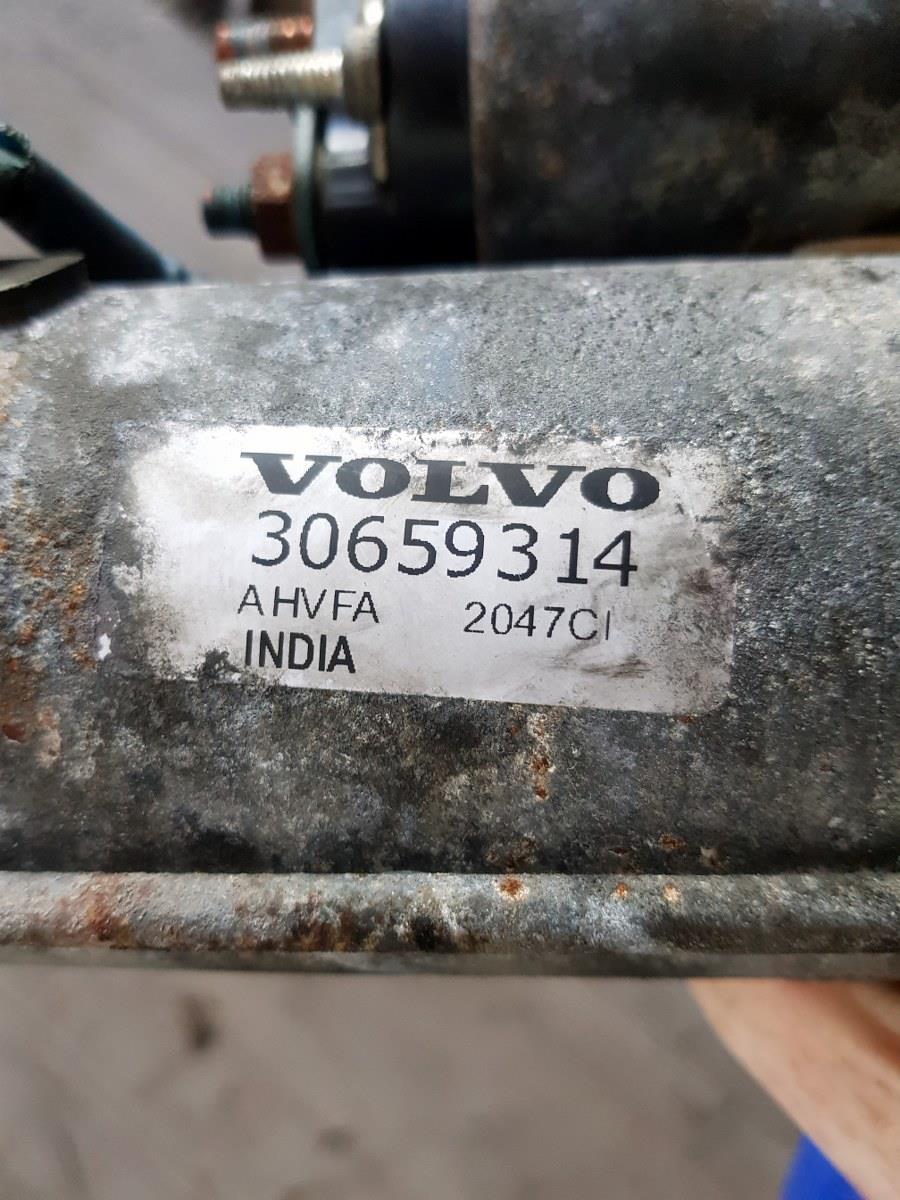 VOLVO
30659314
AHVFA 2047CI
INDIA